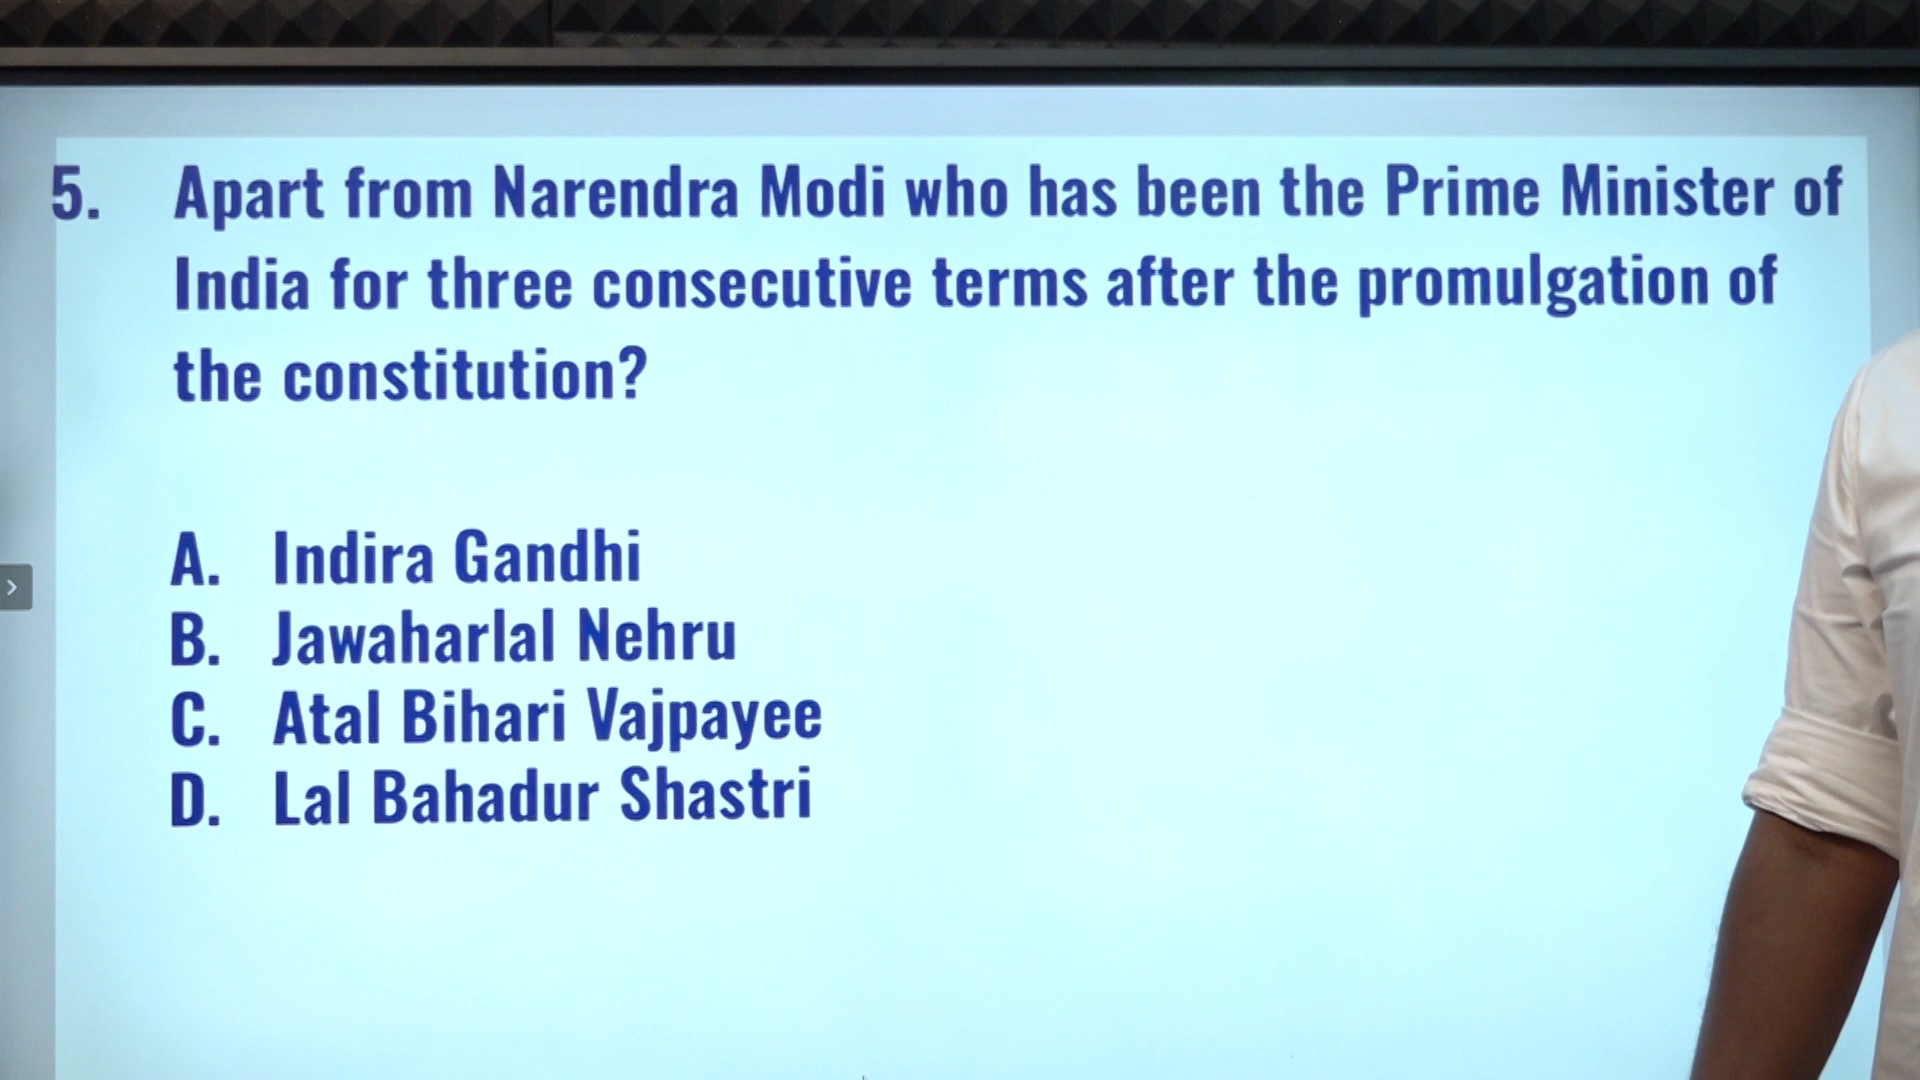 5. Apart from Narendra Modi who has been the Prime Minister of
India for three consecutive terms after the promulgation of
the constitution?
A. Indira Gandhi
B. Jawaharlal Nehru
C. Atal Bihari Vajpayee
D. Lal Bahadur Shastri